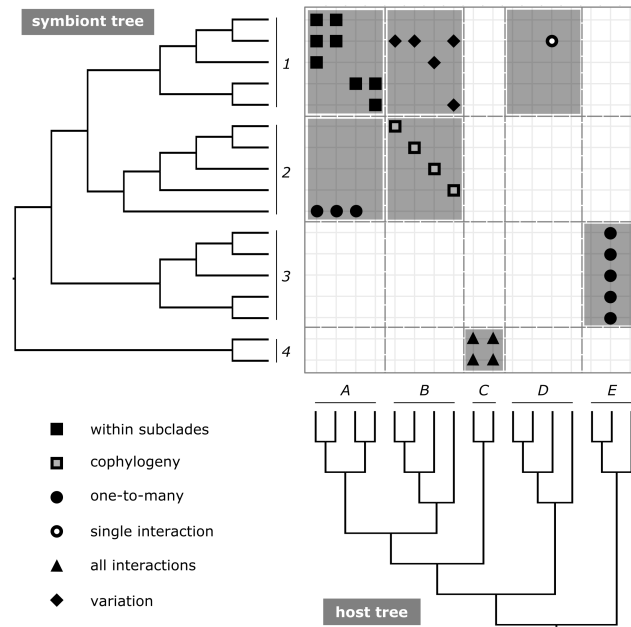 symbiont tree
1
2
3
4
A B C D E
within subclades
cophylogeny
one-to-many
single interaction
all interactions
variation
host tree